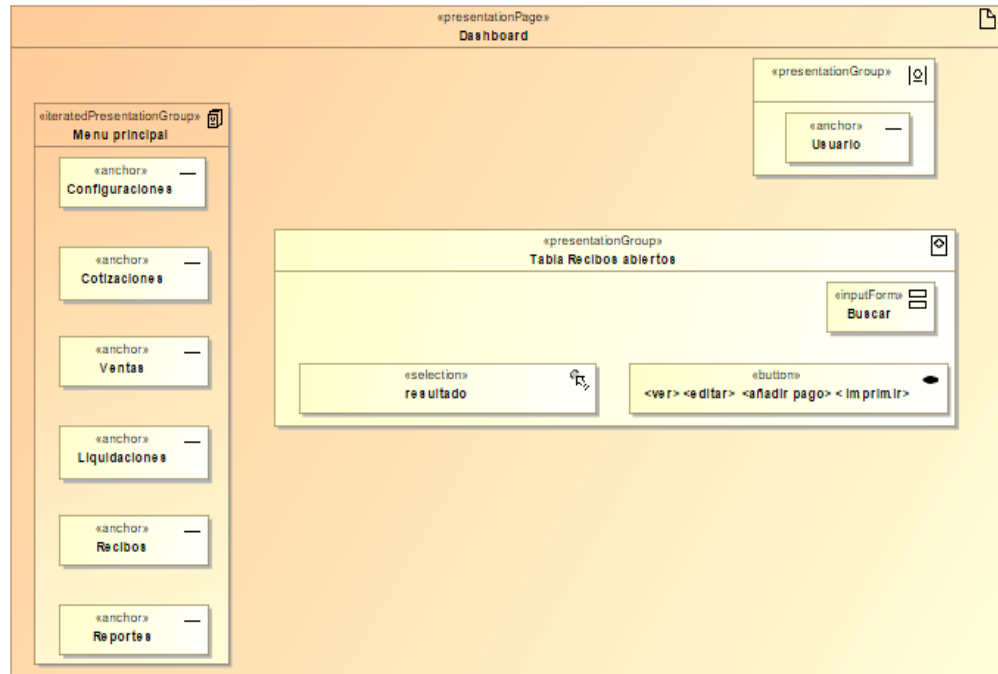 «presentationPage»
Dashboard
«presentationGroup»
«anchor»
Usuario
«iteratedPresentationGroup»
Menu principal
«anchor»
Configuraciones
«anchor»
Cotizaciones
«anchor»
Ventas
«anchor»
Liquidaciones
«anchor»
Recibos
«anchor»
Reportes
«presentationGroup»
Tabla Recibos abiertos
«inputForm»
Buscar
«selection»
resultado
«button»
<ver> <editar> <añadir pago> < imprimir>